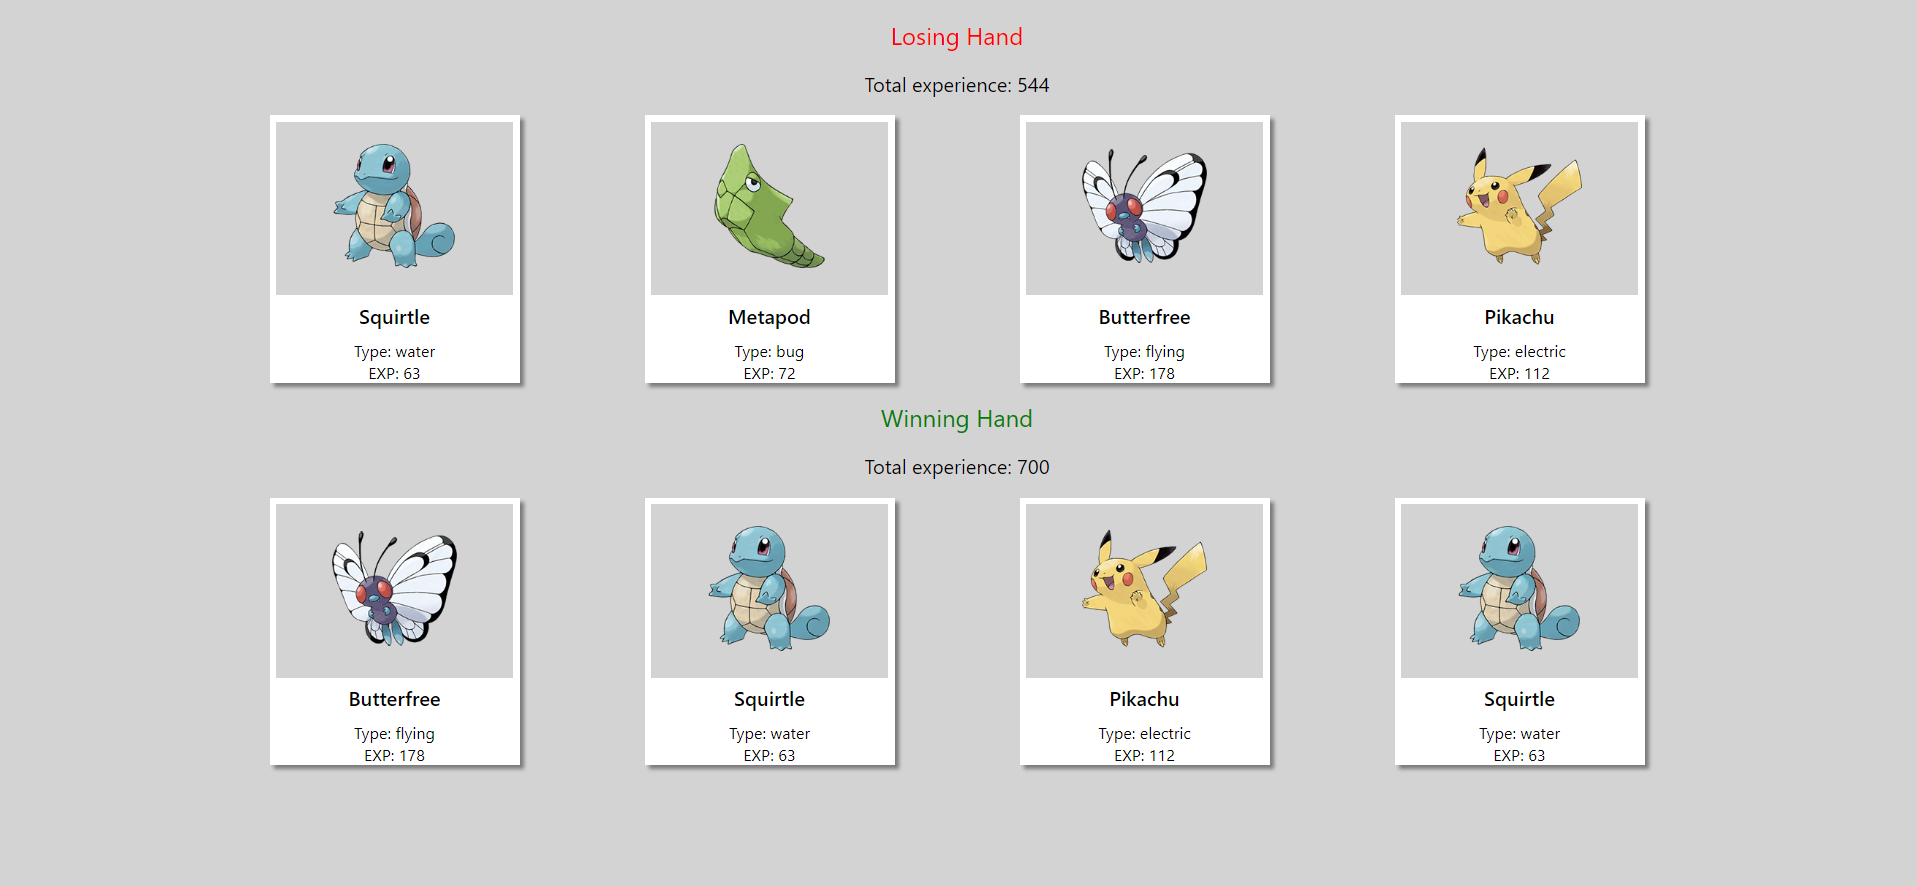 Losing Hand
Total experience: 544
Squirtle
Type: water
EXP: 63
Metapod
Type: bug
EXP: 72
Butterfree
Type: flying
EXP: 178
Pikachu
Type: electric
EXP: 112
Winning Hand
Total experience: 700
Butterfree
Type: flying
EXP: 178
Squirtle
Type: water
EXP: 63
Pikachu
Type: electric
EXP: 112
Squirtle
Type: water
EXP: 63